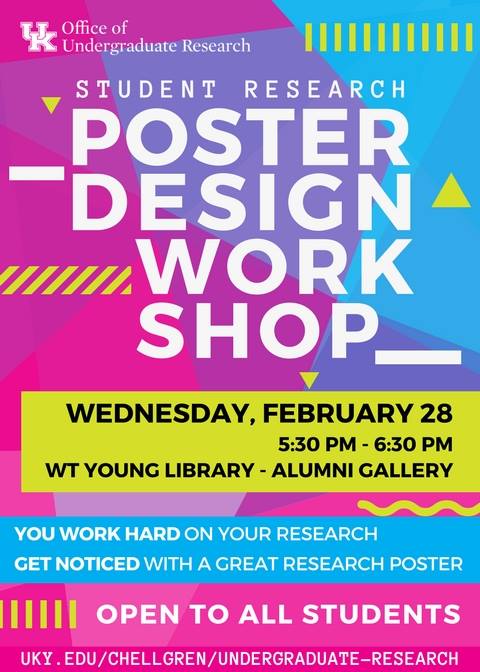 UK Office of
Undergraduate Research
STUDENT RESEARCH
POSTER
DESIGN
WORK
SHOP
WEDNESDAY, FEBRUARY 28
5:30 PM - 6:30 PM
WT YOUNG LIBRARY - ALUMNI GALLERY
YOU WORK HARD ON YOUR RESEARCH
GET NOTICED WITH A GREAT RESEARCH POSTER
OPEN TO ALL STUDENTS
UKY.EDU/CHELLGREN/UNDERGRADUATE-RESEARCH